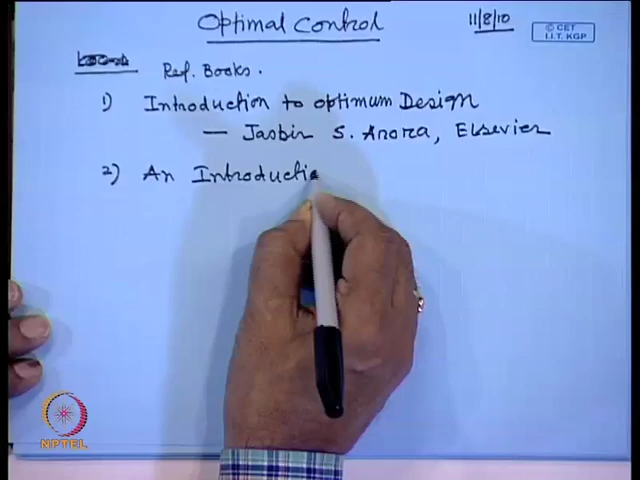 Optimal Control
11/8/10
© CET
I.I.T. KGP
Ref. Books.
1) Introduction to optimum Design
— Jasbir S. Arora, Elsevier
2) An Introductio
NPTEL